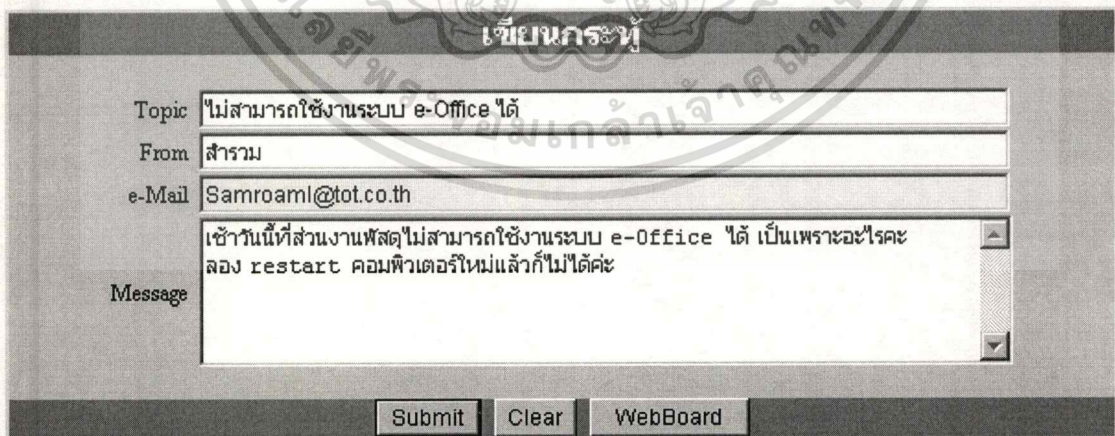 เขียนกระทู้
Topic ไม่สามารถใช้งานระบบ e-Office ได้
From สำรวม
e-Mail Samroaml@tot.co.th
Message เช้าวันนี้ที่ส่วนงานพัสดุไม่สามารถใช้งานระบบ e-Office ได้ เป็นเพราะอะไรคะ
ลอง restart คอมพิวเตอร์ใหม่แล้วก็ไม่ได้ค่ะ
Submit Clear WebBoard